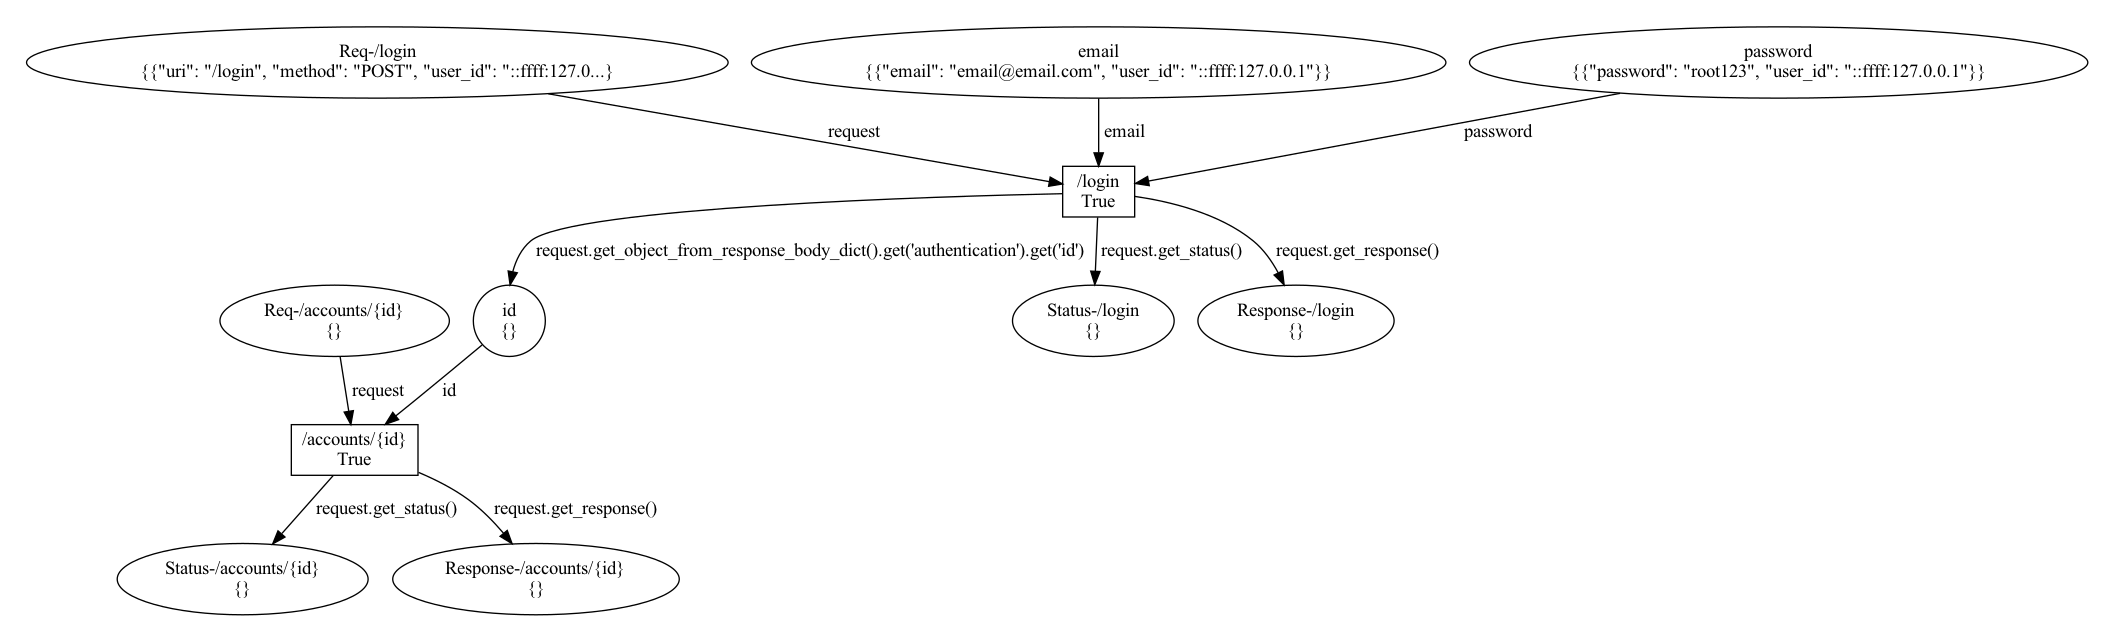 Req-/login
{{"uri": "/login", "method": "POST", "user_id": "::ffff:127.0...}
email
{{"email": "email@email.com", "user_id": "::ffff:127.0.0.1"}}
password
{{"password": "root123", "user_id": "::ffff:127.0.0.1"}}
request
email
password
/login
True
request.get_object_from_response_body_dict().get('authentication').get('id')
request.get_status()
request.get_response()
Req-/accounts/{id}
{}
id
{}
Status-/login
{}
Response-/login
{}
request
id
/accounts/{id}
True
request.get_status()
request.get_response()
Status-/accounts/{id}
{}
Response-/accounts/{id}
{}